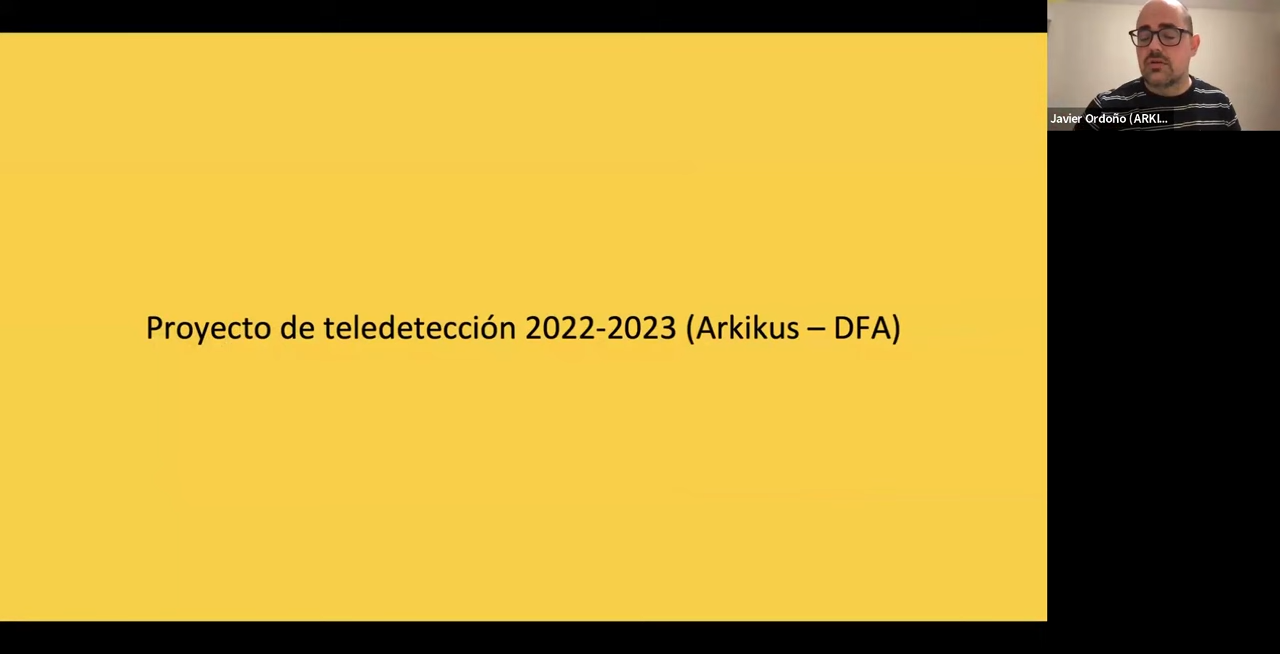 Proyecto de teledetección 2022-2023 (Arkikus – DFA)
Javier Ordoño (ARKI...